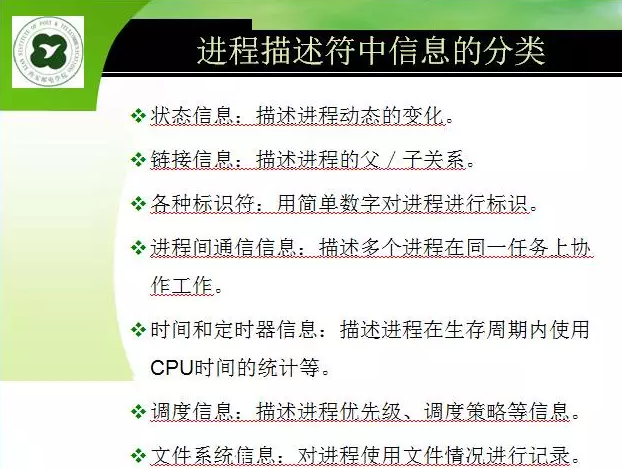 进程描述符中信息的分类
状态信息：描述进程动态的变化。
链接信息：描述进程的父／子关系。
各种标识符：用简单数字对进程进行标识。
进程间通信信息：描述多个进程在同一任务上协
作工作。
时间和定时器信息：描述进程在生存周期内使用
CPU时间的统计等。
调度信息：描述进程优先级、调度策略等信息。
文件系统信息：对进程使用文件情况进行记录。